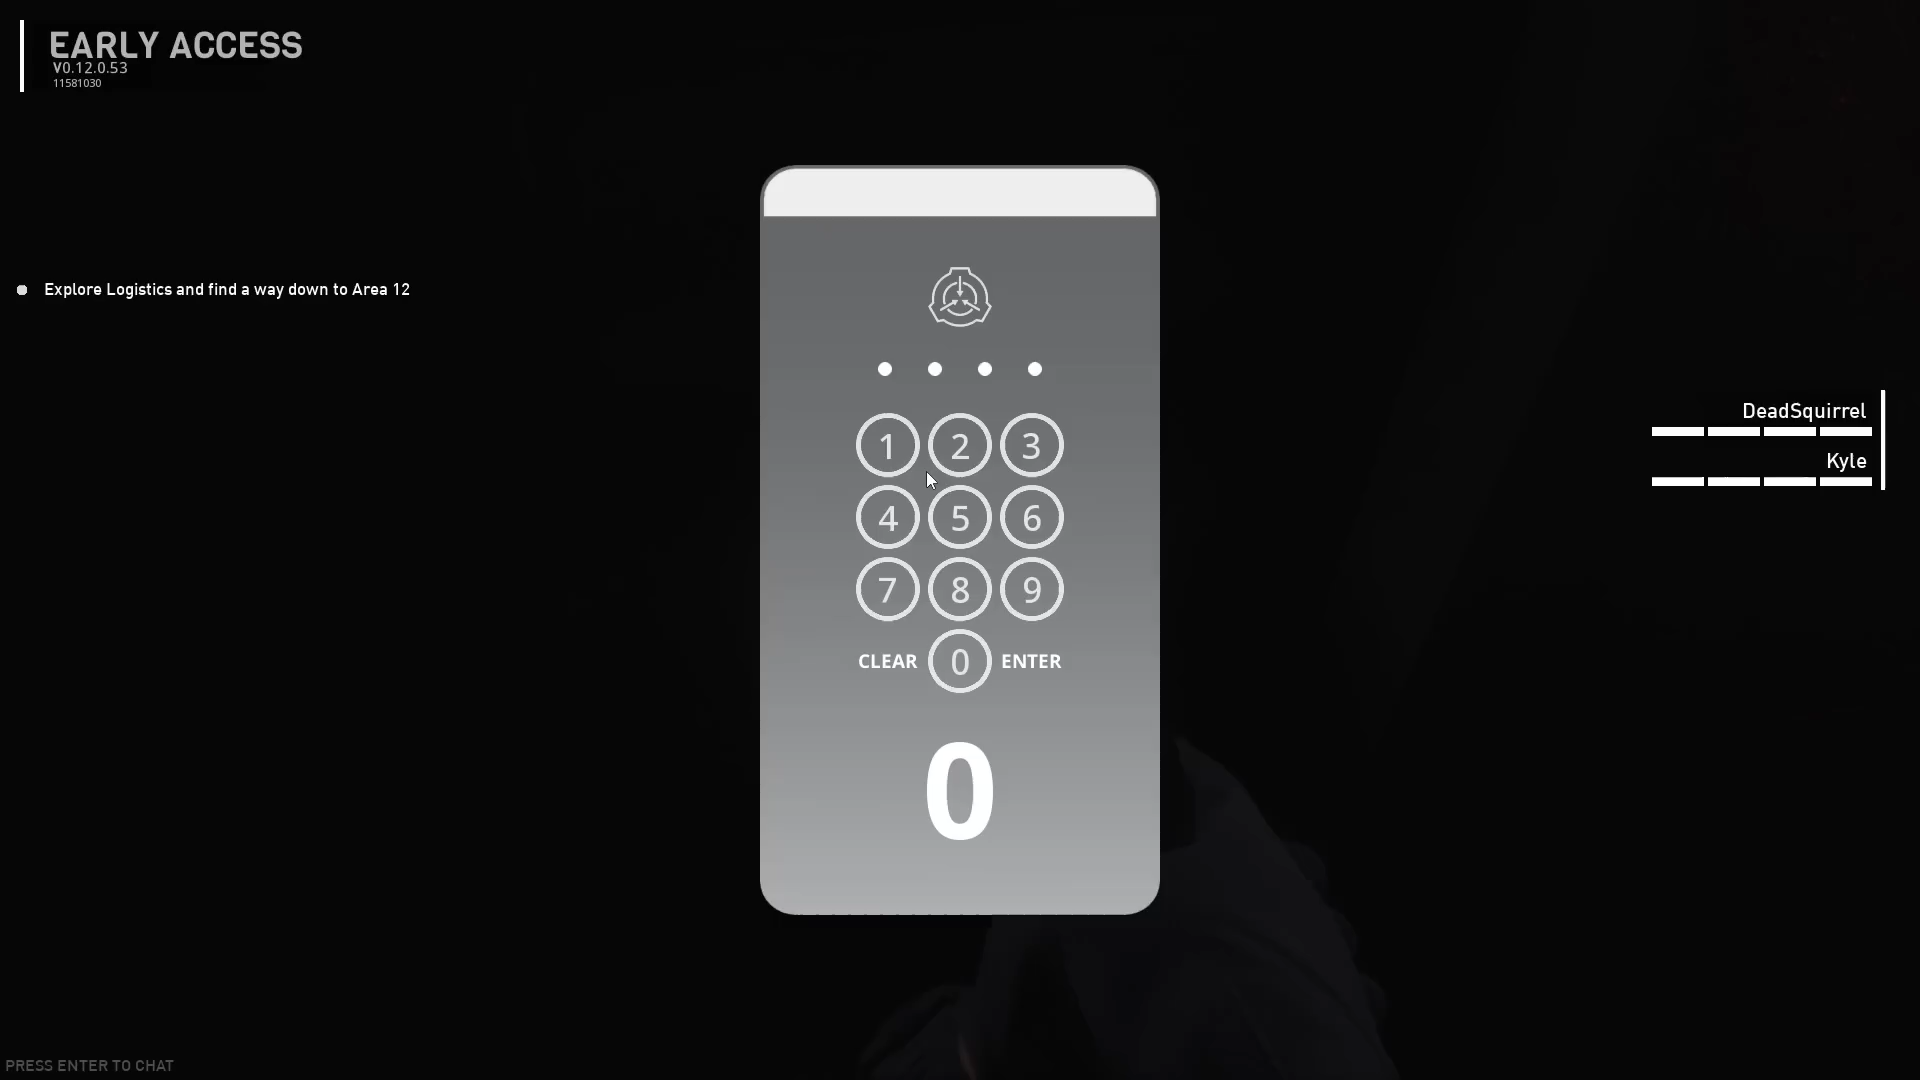 EARLY ACCESS
V0.12.0.53
11581030
Explore Logistics and find a way down to Area 12
1 2 3
4 5 6
7 8 9
CLEAR 0 ENTER
0
DeadSquirrel
Kyle
PRESS ENTER TO CHAT